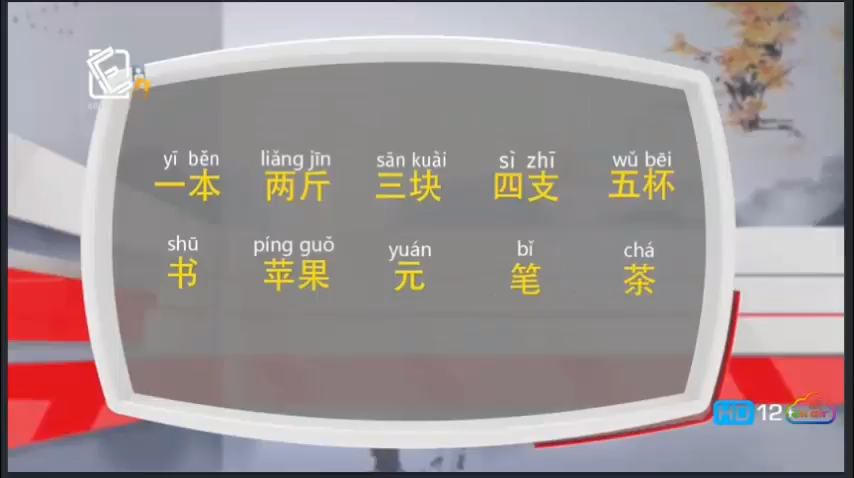 yī běn liǎng jīn sān kuài sì zhī wǔ bēi
一本 两斤 三块 四支 五杯
shū píng guǒ yuán bǐ chá
书 苹果 元 笔 茶
HD 12